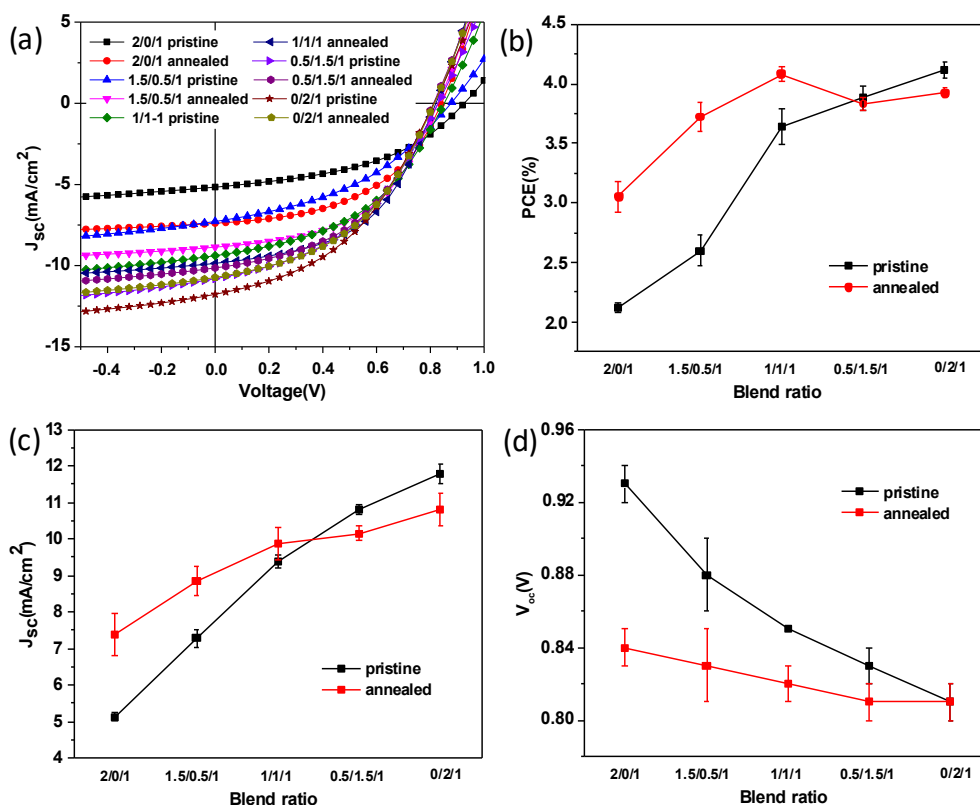 (a)
5
0
-5
-10
-15
J_SC(mA/cm²)
2/0/1 pristine
2/0/1 annealed
1.5/0.5/1 pristine
1.5/0.5/1 annealed
1/1-1 pristine
1/1/1 annealed
0.5/1.5/1 pristine
0.5/1.5/1 annealed
0/2/1 pristine
0/2/1 annealed
-0.4 -0.2 0.0 0.2 0.4 0.6 0.8 1.0
Voltage(V)
(b)
4.5
4.0
3.5
3.0
2.5
2.0
PCE(%)
pristine
annealed
2/0/1 1.5/0.5/1 1/1/1 0.5/1.5/1 0/2/1
Blend ratio
(c)
13
12
11
10
9
8
7
6
5
4
J_SC(mA/cm²)
pristine
annealed
2/0/1 1.5/0.5/1 1/1/1 0.5/1.5/1 0/2/1
Blend ratio
(d)
0.96
0.92
0.88
0.84
0.80
V_oc(V)
pristine
annealed
2/0/1 1.5/0.5/1 1/1/1 0.5/1.5/1 0/2/1
Blend ratio